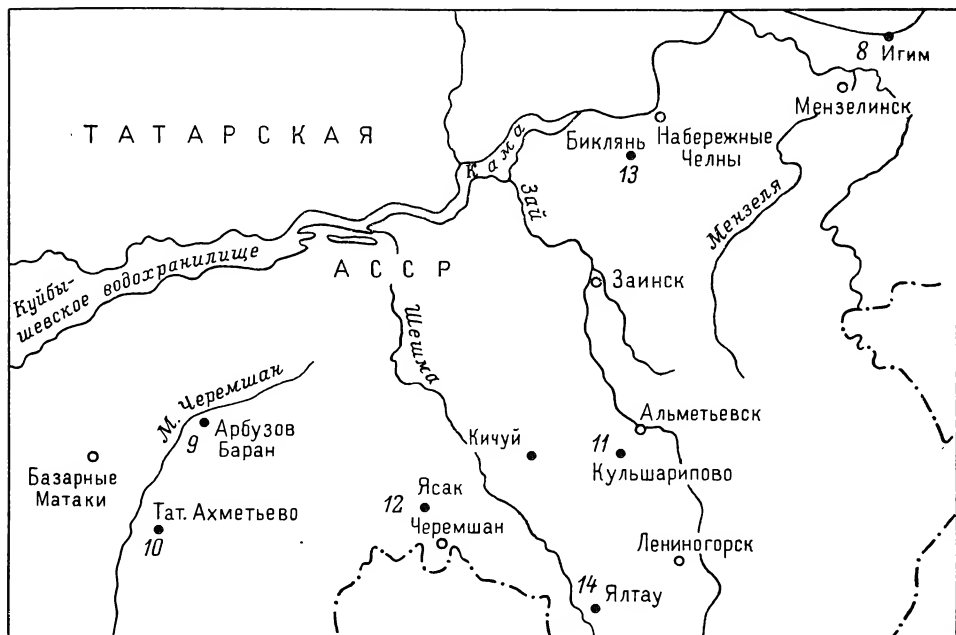 8 Игим
Мензелинск
ТАТАРСКАЯ
Биклянь
13
Набережные
Челны
Кама
Зай
Мензеля
Куйбы-
шевское водохранилище
АССР
Заинск
Шешма
М. Черемшан
9
Арбузов
Баран
Альметьевск
Кичуй
11
Кульшарипово
Базарные
Матаки
Тат. Ахметьево
10
Ясак
12
Черемшан
Лениногорск
14 Ялтау